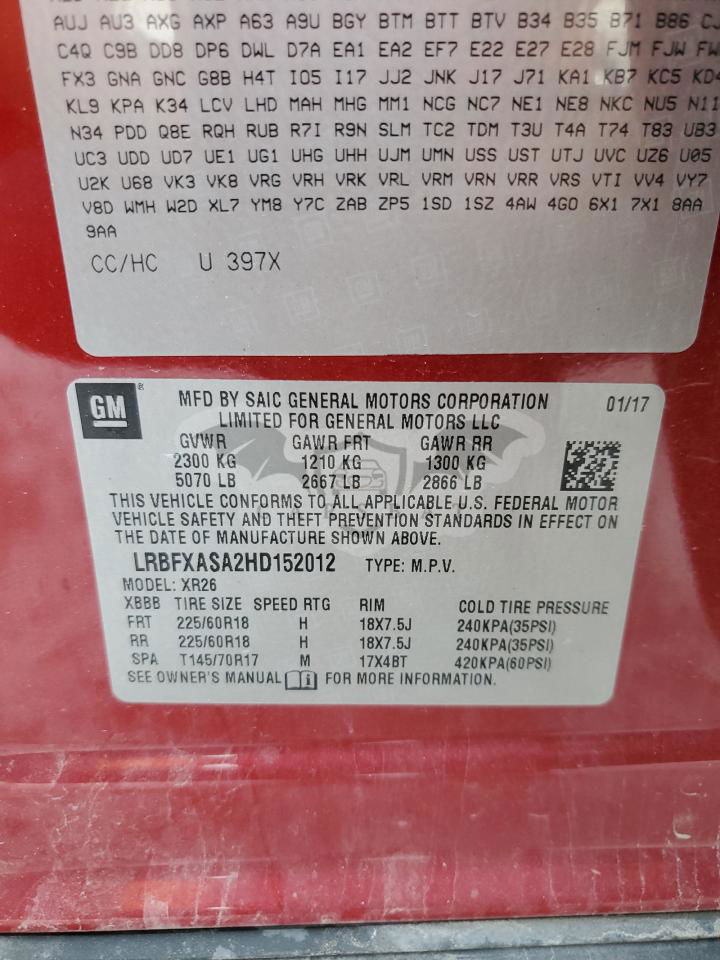 AUJ AU3 AXG AXP A63 A9U BGY BTM BTT BTV B34 B35 B71 B86
C4Q C9B DD8 DP6 DWL D7A EA1 EA2 EF7 E22 E27 E28 FJM FJW FW
FX3 GNA GNC G8B H4T I05 I17 JJ2 JNK J17 J71 KA1 KB7 KC5 KD4
KL9 KPA K34 LCV LHD MAH MHG MM1 NCG NC7 NE1 NE8 NKC NU5 N11
N34 PDD Q8E RQH RUB R7I R9N SLM TC2 TDM T3U T4A T74 T83 UB3
UC3 UDD UD7 UE1 UG1 UHG UHH UJM UMN USS UST UTJ UVC UZ6 U05
U2K U68 VK3 VK8 VRG VRH VRK VRL VRM VRN VRR VRS VTI VV4 VY7
V8D WMH W2D XL7 YM8 Y7C ZAB ZP5 1SD 1SZ 4AW 4GO 6X1 7X1 8AA
9AA
CC/HC U 397X
GM ®
MFD BY SAIC GENERAL MOTORS CORPORATION 01/17
LIMITED FOR GENERAL MOTORS LLC
GVWR GAWR FRT GAWR RR
2300 KG 1210 KG 1300 KG
5070 LB 2667 LB 2866 LB
THIS VEHICLE CONFORMS TO ALL APPLICABLE U.S. FEDERAL MOTOR
VEHICLE SAFETY AND THEFT PREVENTION STANDARDS IN EFFECT ON
THE DATE OF MANUFACTURE SHOWN ABOVE.
LRBFXASA2HD152012 TYPE: M.P.V.
MODEL: XR26
XBBB TIRE SIZE SPEED RTG RIM COLD TIRE PRESSURE
FRT 225/60R18 H 18X7.5J 240KPA(35PSI)
RR 225/60R18 H 18X7.5J 240KPA(35PSI)
SPA T145/70R17 M 17X4BT 420KPA(60PSI)
SEE OWNER'S MANUAL FOR MORE INFORMATION.